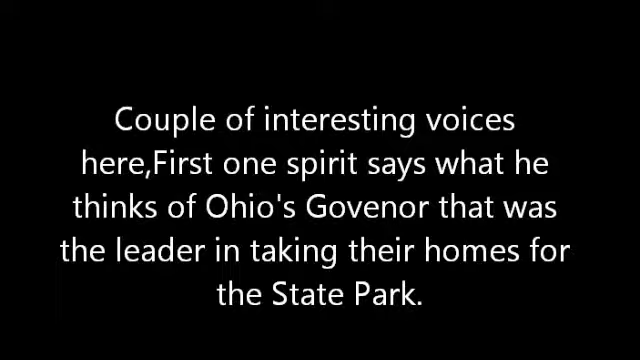 Couple of interesting voices
here,First one spirit says what he
thinks of Ohio's Govenor that was
the leader in taking their homes for
the State Park.